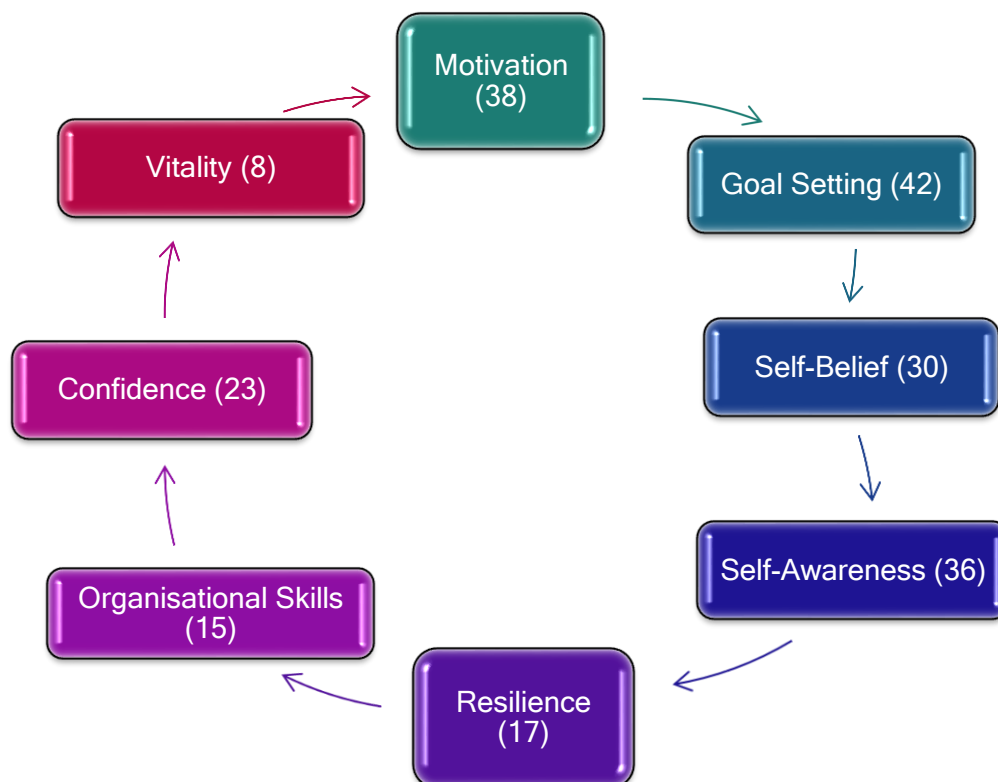 Motivation
(38)
Goal Setting (42)
Self-Belief (30)
Self-Awareness (36)
Resilience
(17)
Organisational Skills
(15)
Confidence (23)
Vitality (8)